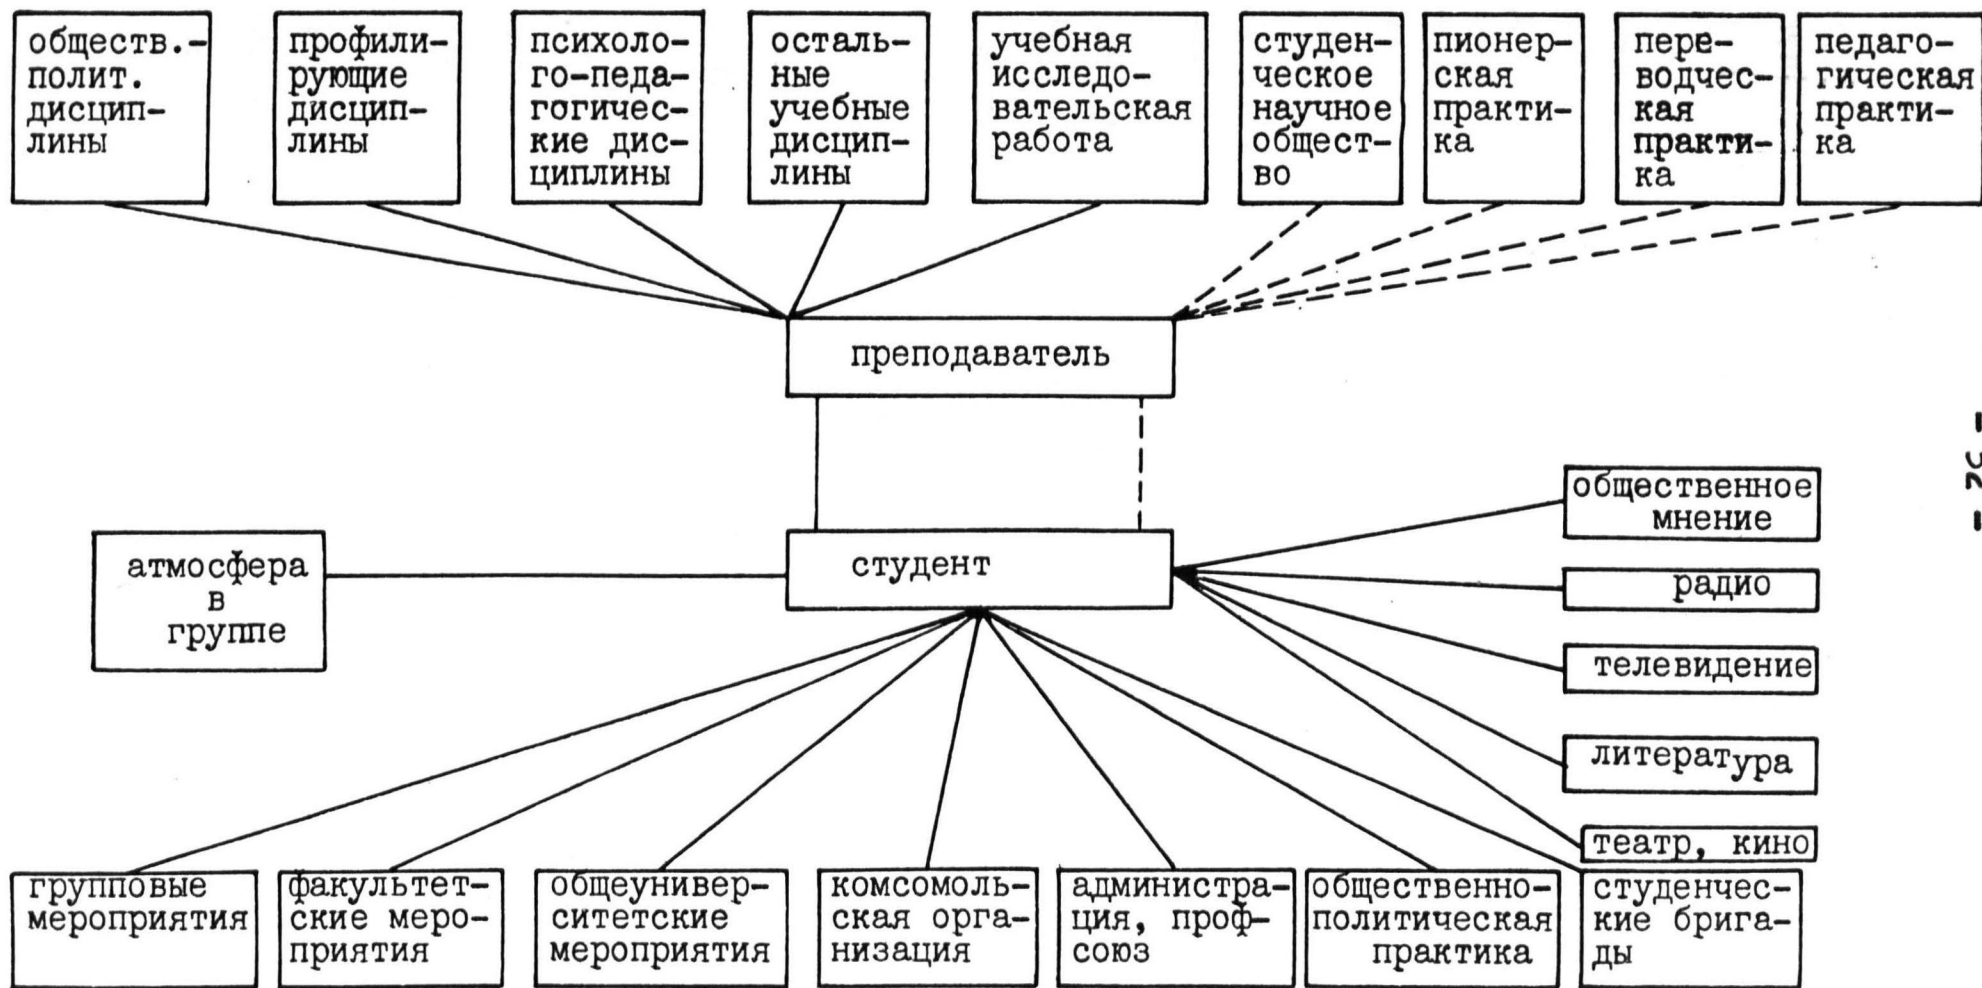 обществ.-
полит.
дисцип-
лины
профили-
рующие
дисцип-
лины
психоло-
го-педа-
гогичес-
кие дис-
циплины
осталь-
ные
учебные
дисцип-
лины
учебная
исследо-
вательская
работа
студен-
ческое
научное
общест-
во
пионер-
ская
практи-
ка
пере-
водчес-
кая
практи-
ка
педаго-
гическая
практи-
ка
преподаватель
студент
атмосфера
в
группе
общественное
мнение
радио
телевидение
литература
театр, кино
групповые
мероприятия
факультет-
ские меро-
приятия
общеунивер-
ситетские
мероприятия
комсомоль-
ская орга-
низация
администра-
ция, проф-
союз
общественно-
политическая
практика
студенчес-
кие брига-
ды